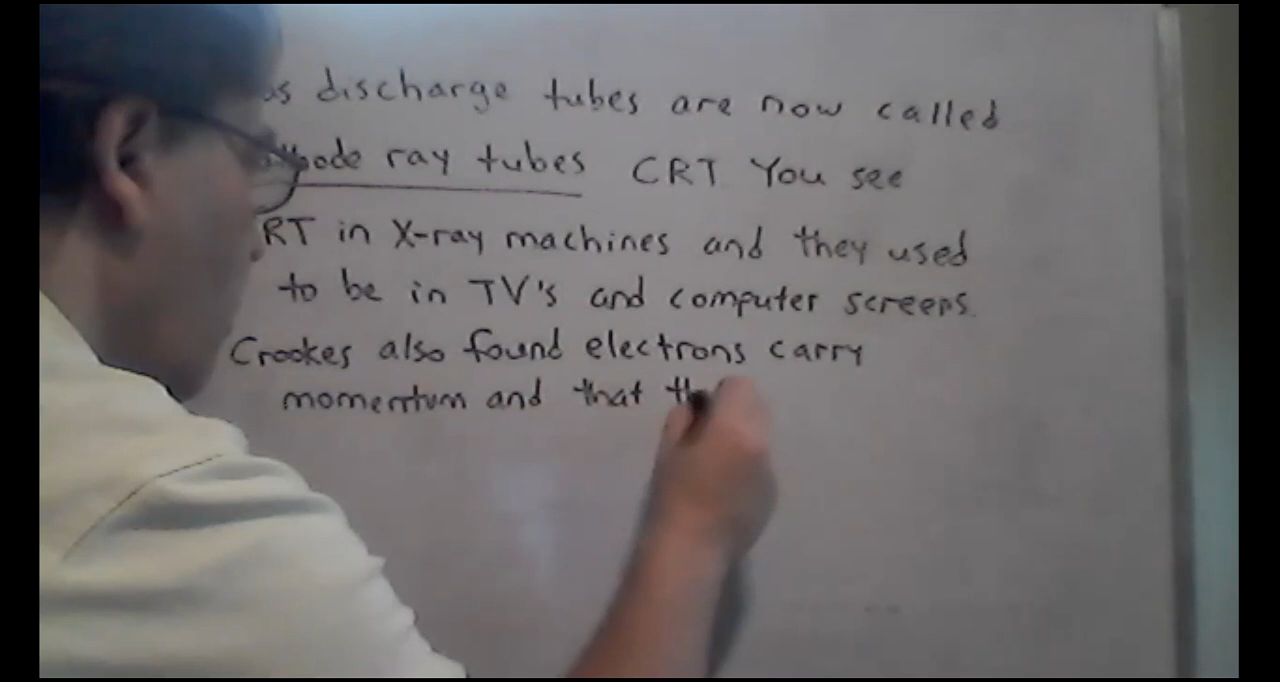 discharge tubes are now called
ray tubes CRT You see
RT in X-ray machines and they used
to be in TV's and computer screens.
Crookes also found electrons carry
momentum and that th